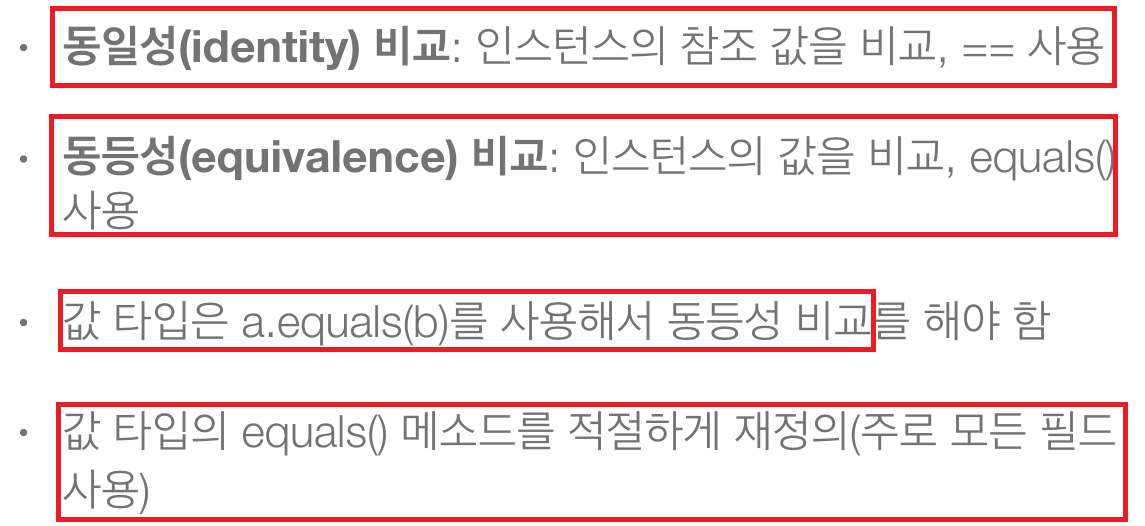 • 동일성(identity) 비교: 인스턴스의 참조 값을 비교, == 사용
• 동등성(equivalence) 비교: 인스턴스의 값을 비교, equals()
사용
• 값 타입은 a.equals(b)를 사용해서 동등성 비교를 해야 함
• 값 타입의 equals() 메소드를 적절하게 재정의(주로 모든 필드
사용)